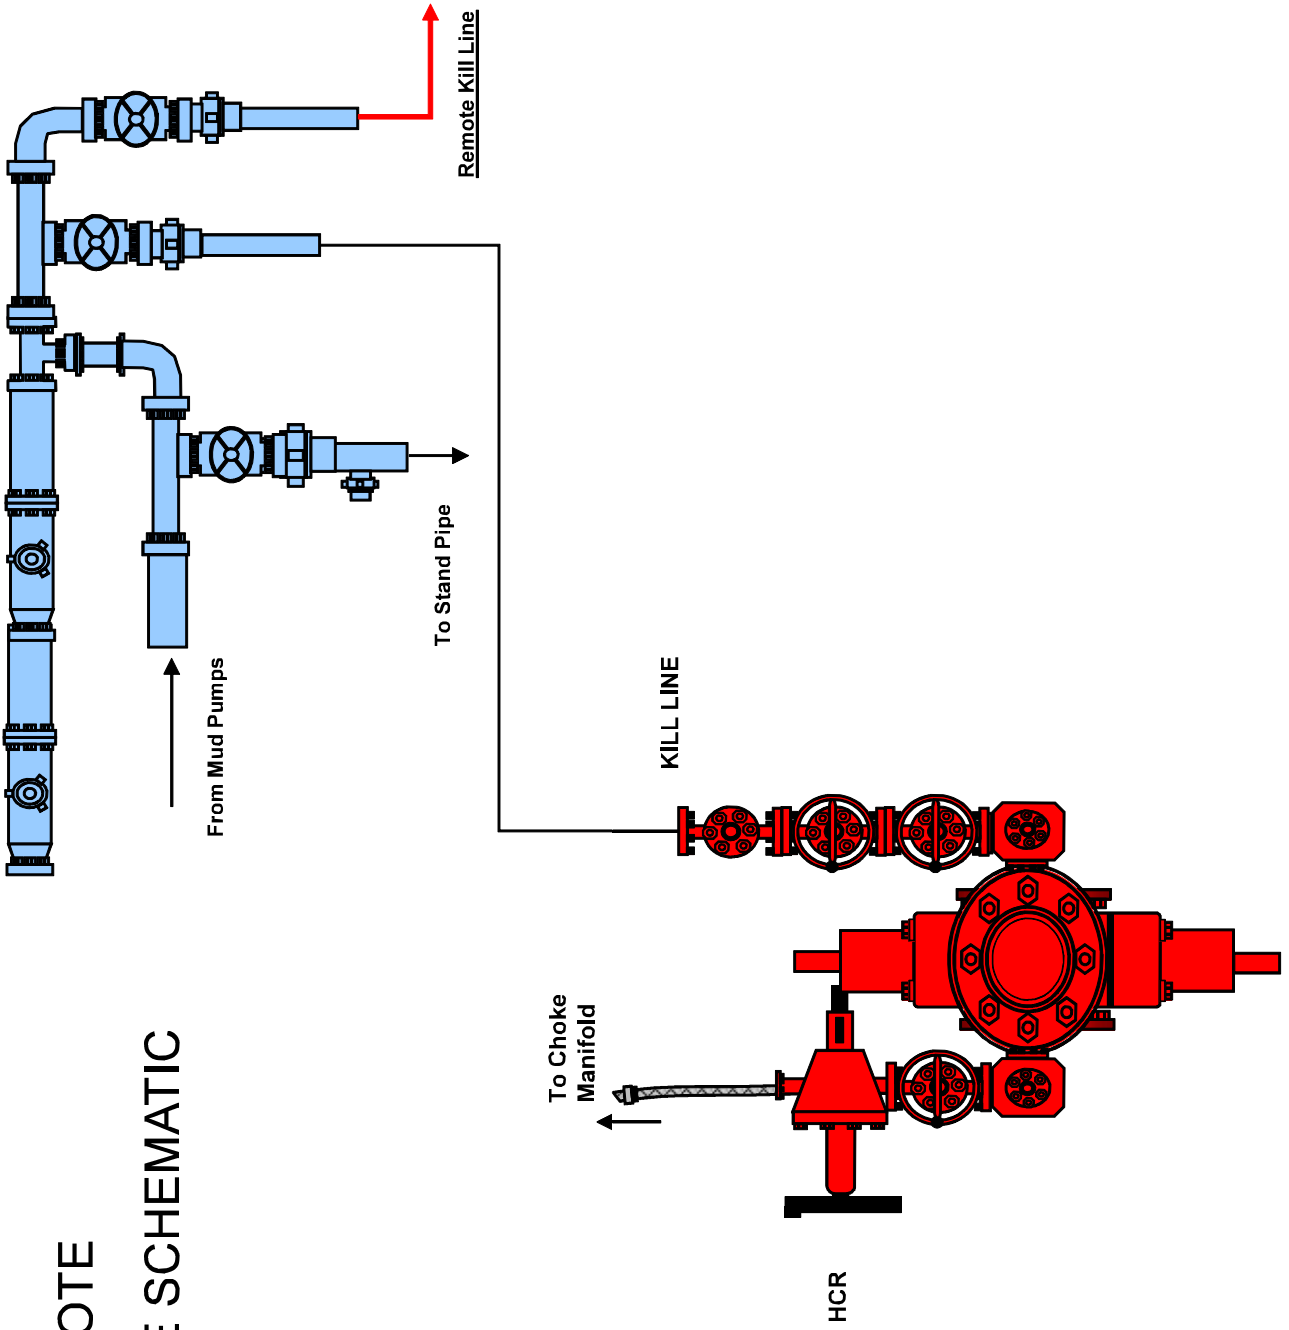 OTE
E SCHEMATIC
Remote Kill Line
To Stand Pipe
From Mud Pumps
KILL LINE
To Choke
Manifold
HCR